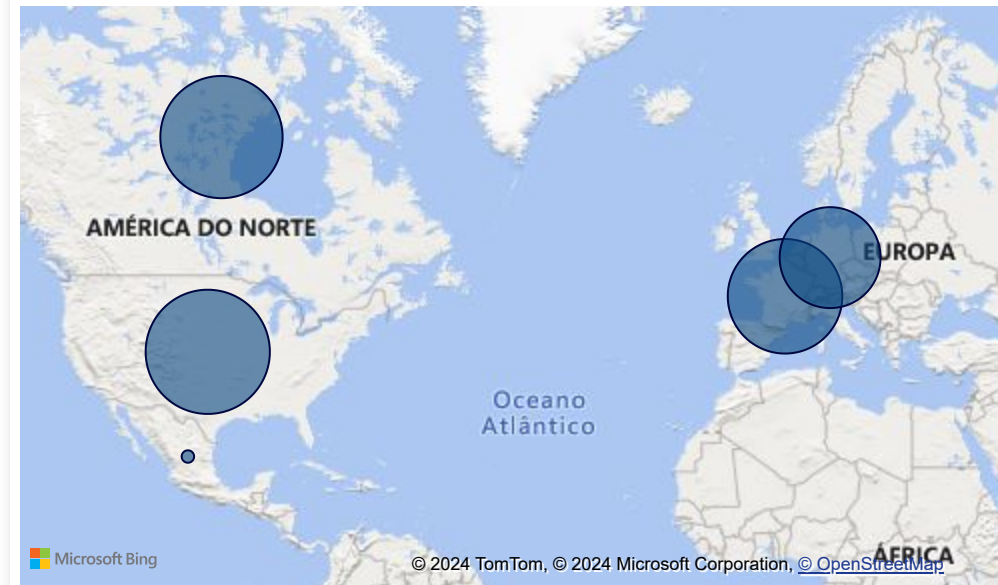 AMÉRICA DO NORTE
EUROPA
Oceano
Atlântico
ÁFRICA
Microsoft Bing
© 2024 TomTom, © 2024 Microsoft Corporation, © OpenStreetMap